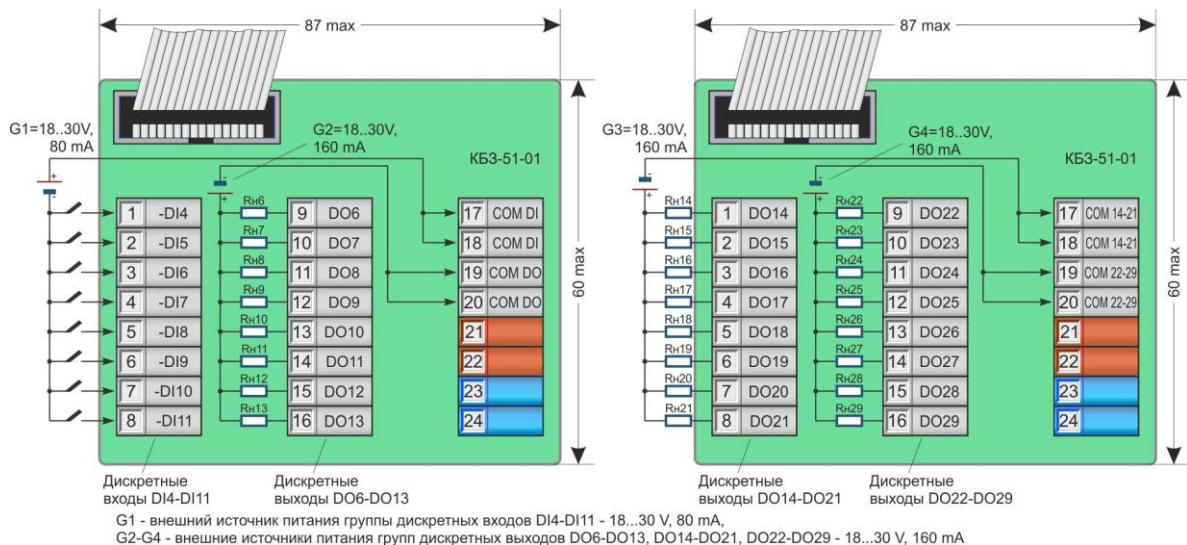 87 max
87 max
G1=18..30V,
80 mA
G2=18...30V,
160 mA
КБЗ-51-01
60 max
+
-
-
+
1 -DI4
2 -DI5
3 -DI6
4 -DI7
5 -DI8
6 -DI9
7 -DI10
8 -DI11
Rн6
Rн7
Rн8
Rн9
Rн10
Rн11
Rн12
Rн13
9 DO6
10 DO7
11 DO8
12 DO9
13 DO10
14 DO11
15 DO12
16 DO13
17 COM DI
18 COM DI
19 COM DO
20 COM DO
21
22
23
24
Дискретные
входы DI4-DI11
Дискретные
выходы DO6-DO13
G3=18..30V,
160 mA
G4=18...30V,
160 mA
КБЗ-51-01
60 max
+
-
-
+
Rн14
Rн15
Rн16
Rн17
Rн18
Rн19
Rн20
Rн21
1 DO14
2 DO15
3 DO16
4 DO17
5 DO18
6 DO19
7 DO20
8 DO21
Rн22
Rн23
Rн24
Rн25
Rн26
Rн27
Rн28
Rн29
9 DO22
10 DO23
11 DO24
12 DO25
13 DO26
14 DO27
15 DO28
16 DO29
17 COM 14-21
18 COM 14-21
19 COM 22-29
20 COM 22-29
21
22
23
24
Дискретные
выходы DO14-DO21
Дискретные
выходы DO22-DO29
G1 - внешний источник питания группы дискретных входов DI4-DI11 - 18...30 V, 80 mA,
G2-G4 - внешние источники питания групп дискретных выходов DO6-DO13, DO14-DO21, DO22-DO29 - 18...30 V, 160 mA